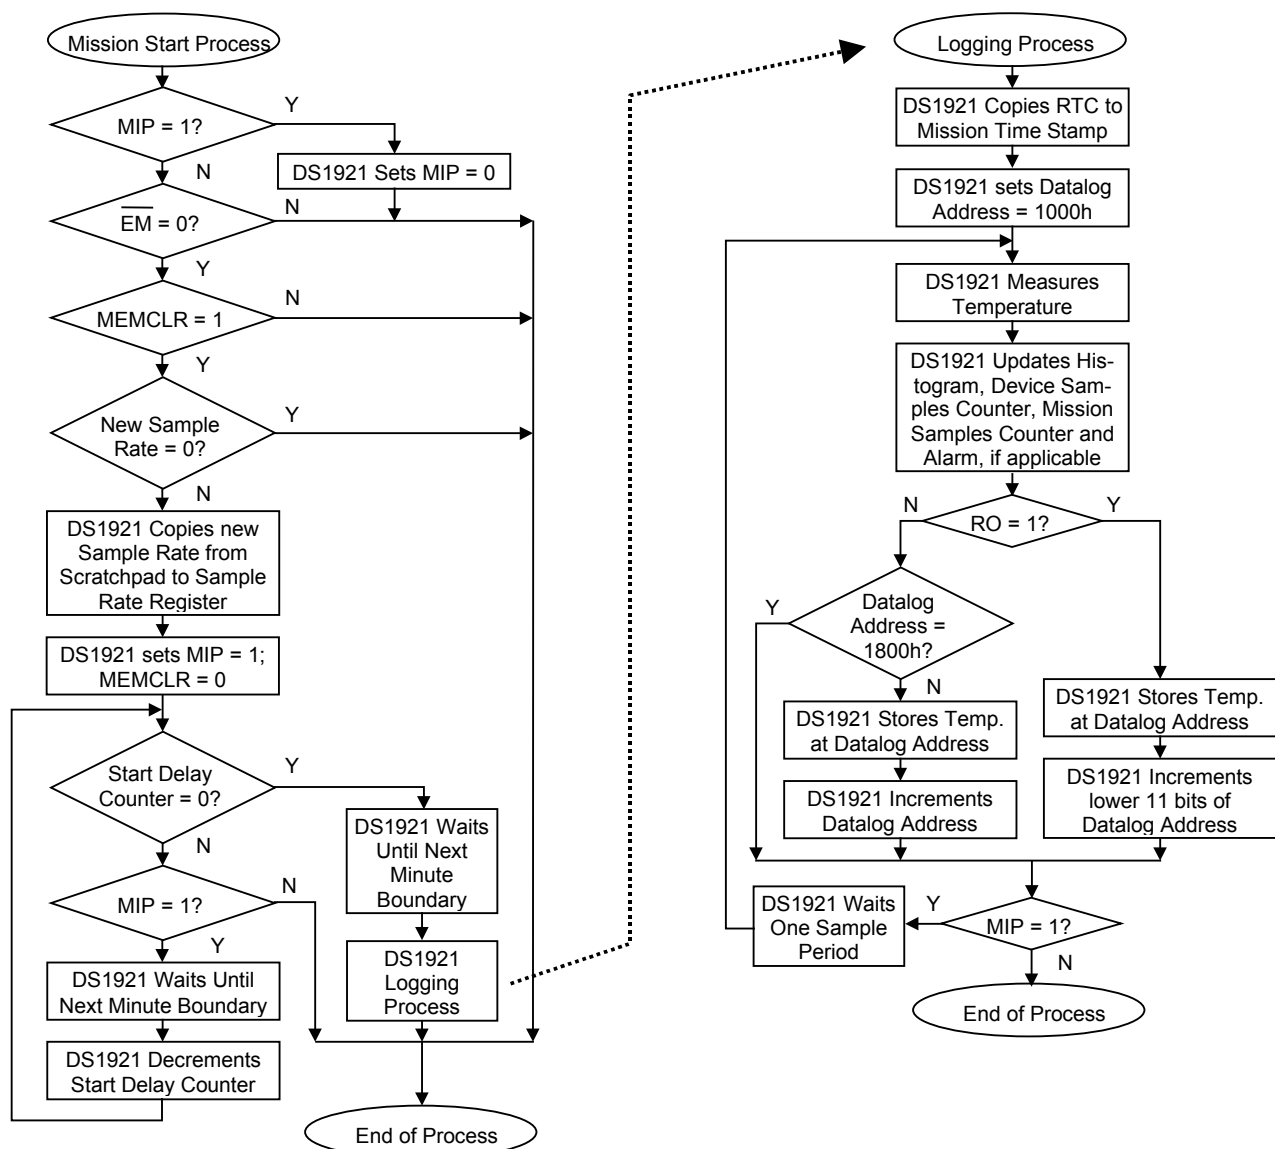 Mission Start Process
MIP = 1?
Y
DS1921 Sets MIP = 0
N
EM = 0?
N
Y
MEMCLR = 1
N
Y
New Sample
Rate = 0?
Y
N
DS1921 Copies new
Sample Rate from
Scratchpad to Sample
Rate Register
DS1921 sets MIP = 1;
MEMCLR = 0
Start Delay
Counter = 0?
Y
N
DS1921 Waits
Until Next
Minute
Boundary
MIP = 1?
N
Y
DS1921 Waits Until
Next Minute Boundary
DS1921
Logging
Process
DS1921 Decrements
Start Delay Counter
End of Process
Logging Process
DS1921 Copies RTC to
Mission Time Stamp
DS1921 sets Datalog
Address = 1000h
DS1921 Measures
Temperature
DS1921 Updates His-
togram, Device Sam-
ples Counter, Mission
Samples Counter and
Alarm, if applicable
N
RO = 1?
Y
Y
Datalog
Address =
1800h?
N
DS1921 Stores Temp.
at Datalog Address
DS1921 Increments
Datalog Address
DS1921 Stores Temp.
at Datalog Address
DS1921 Increments
lower 11 bits of
Datalog Address
DS1921 Waits
One Sample
Period
Y
MIP = 1?
N
End of Process